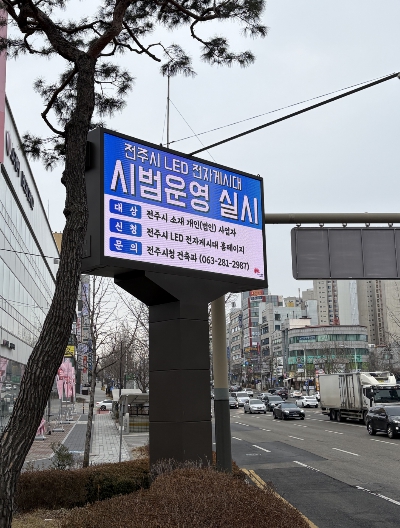 전주시 LED 전자게시대
시범운영 실시
대 상 전주시 소재 개인(법인) 사업자
신 청 전주시 LED 전자게시대 홈페이지
문 의 전주시청 건축과 (063-281-2987)